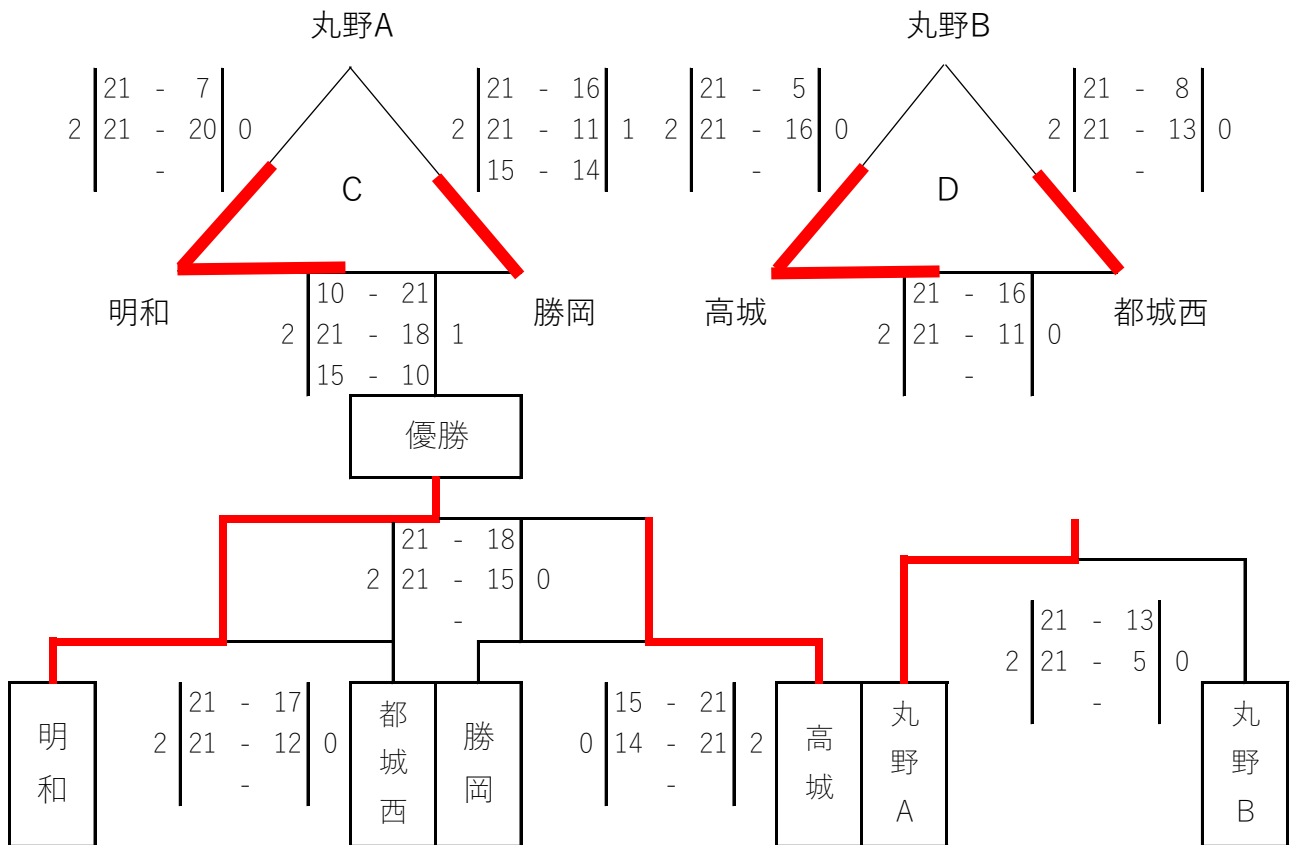 丸野A 丸野B
21 - 7 21 - 16 21 - 5 21 - 8
2 21 - 20 0 2 21 - 11 1 2 21 - 16 0 2 21 - 13 0
- 15 - 14 - -
C D
明和 勝岡 高城 都城西
10 - 21 21 - 16
2 21 - 18 1 2 21 - 11 0
15 - 10 -
優勝
21 - 18
2 21 - 15 0
-
21 - 13
2 21 - 5 0
-
21 - 17 15 - 21
2 21 - 12 0 0 14 - 21 2
- -
明和
都城西
勝岡
高城
丸野A
丸野B